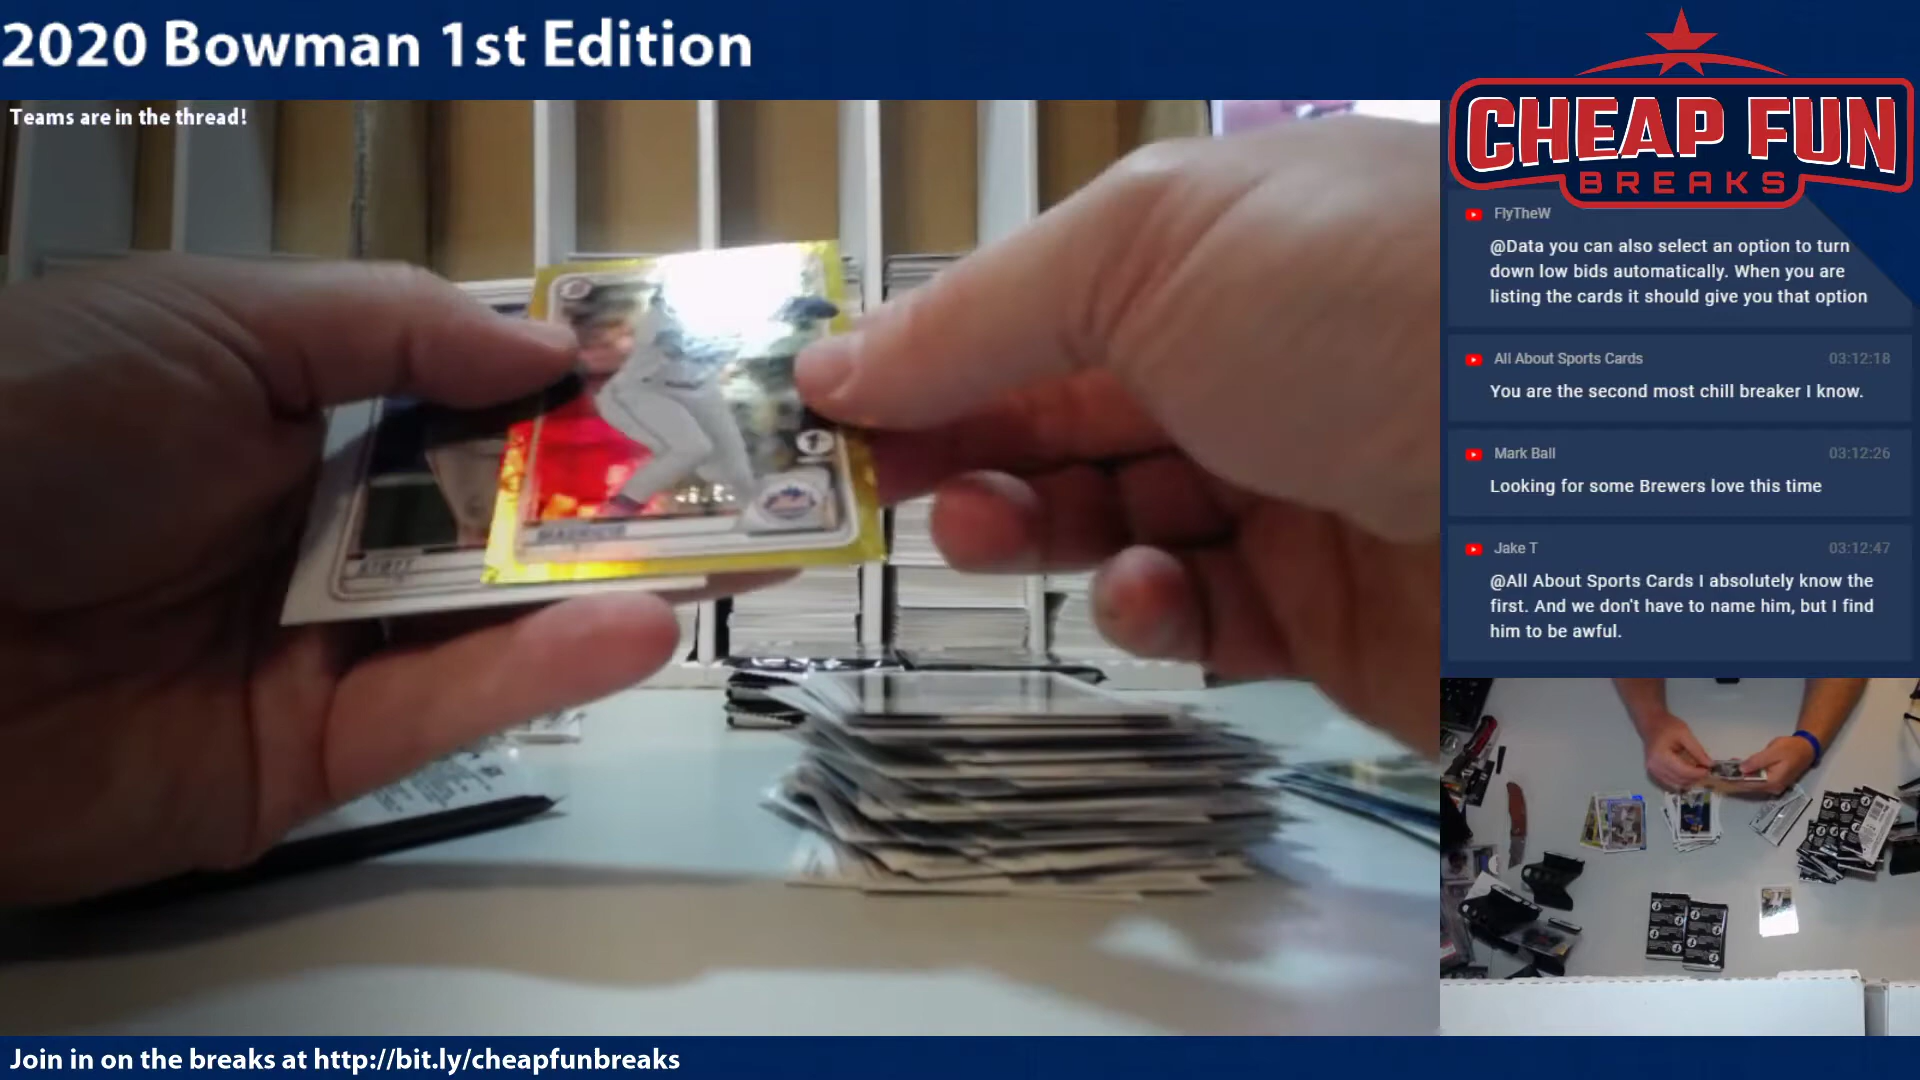 2020 Bowman 1st Edition
Teams are in the thread!
CHEAP FUN
BREAKS
FlyTheW
@Data you can also select an option to turn
down low bids automatically. When you are
listing the cards it should give you that option
All About Sports Cards 03:12:18
You are the second most chill breaker I know.
Mark Ball 03:12:26
Looking for some Brewers love this time
Jake T 03:12:47
@All About Sports Cards I absolutely know the
first. And we don't have to name him, but I find
him to be awful.
Join in on the breaks at http://bit.ly/cheapfunbreaks